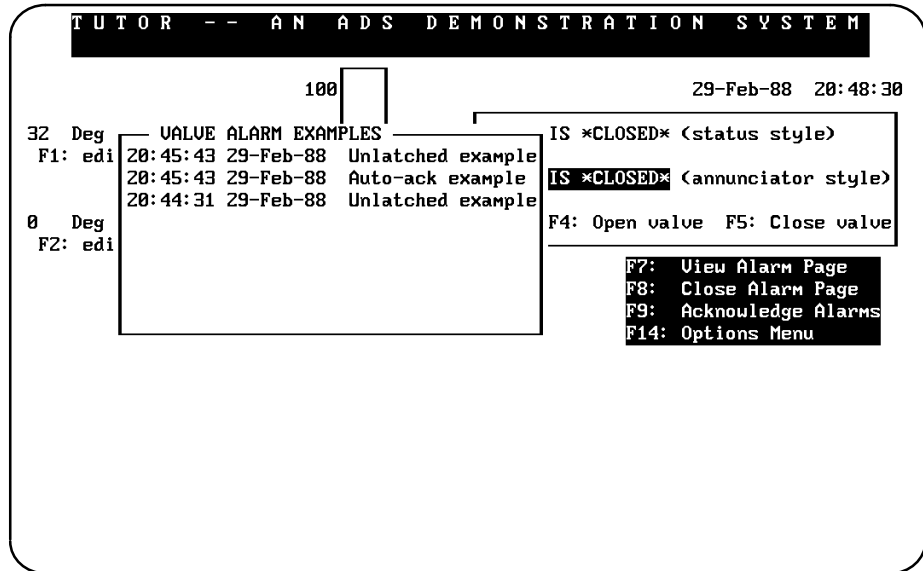 TUTOR -- AN ADS DEMONSTRATION SYSTEM
100
29-Feb-88 20:48:30
32 Deg
F1: edi
VALVE ALARM EXAMPLES
20:45:43 29-Feb-88 Unlatched example
20:45:43 29-Feb-88 Auto-ack example
20:44:31 29-Feb-88 Unlatched example
IS *CLOSED* (status style)
IS *CLOSED* (annunciator style)
0 Deg
F2: edi
F4: Open valve F5: Close valve
F7: View Alarm Page
F8: Close Alarm Page
F9: Acknowledge Alarms
F14: Options Menu